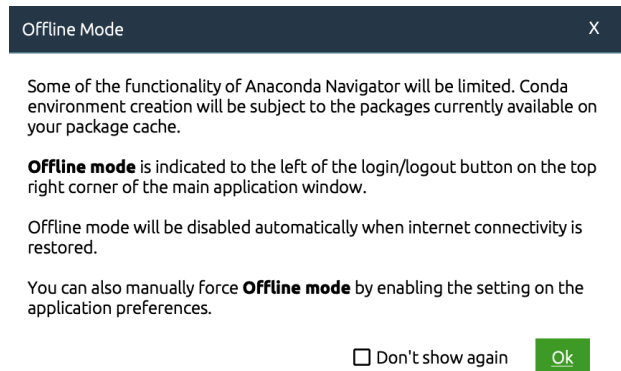 Offline Mode X
Some of the functionality of Anaconda Navigator will be limited. Conda
environment creation will be subject to the packages currently available on
your package cache.
Offline mode is indicated to the left of the login/logout button on the top
right corner of the main application window.
Offline mode will be disabled automatically when internet connectivity is
restored.
You can also manually force Offline mode by enabling the setting on the
application preferences.
Don't show again Ok